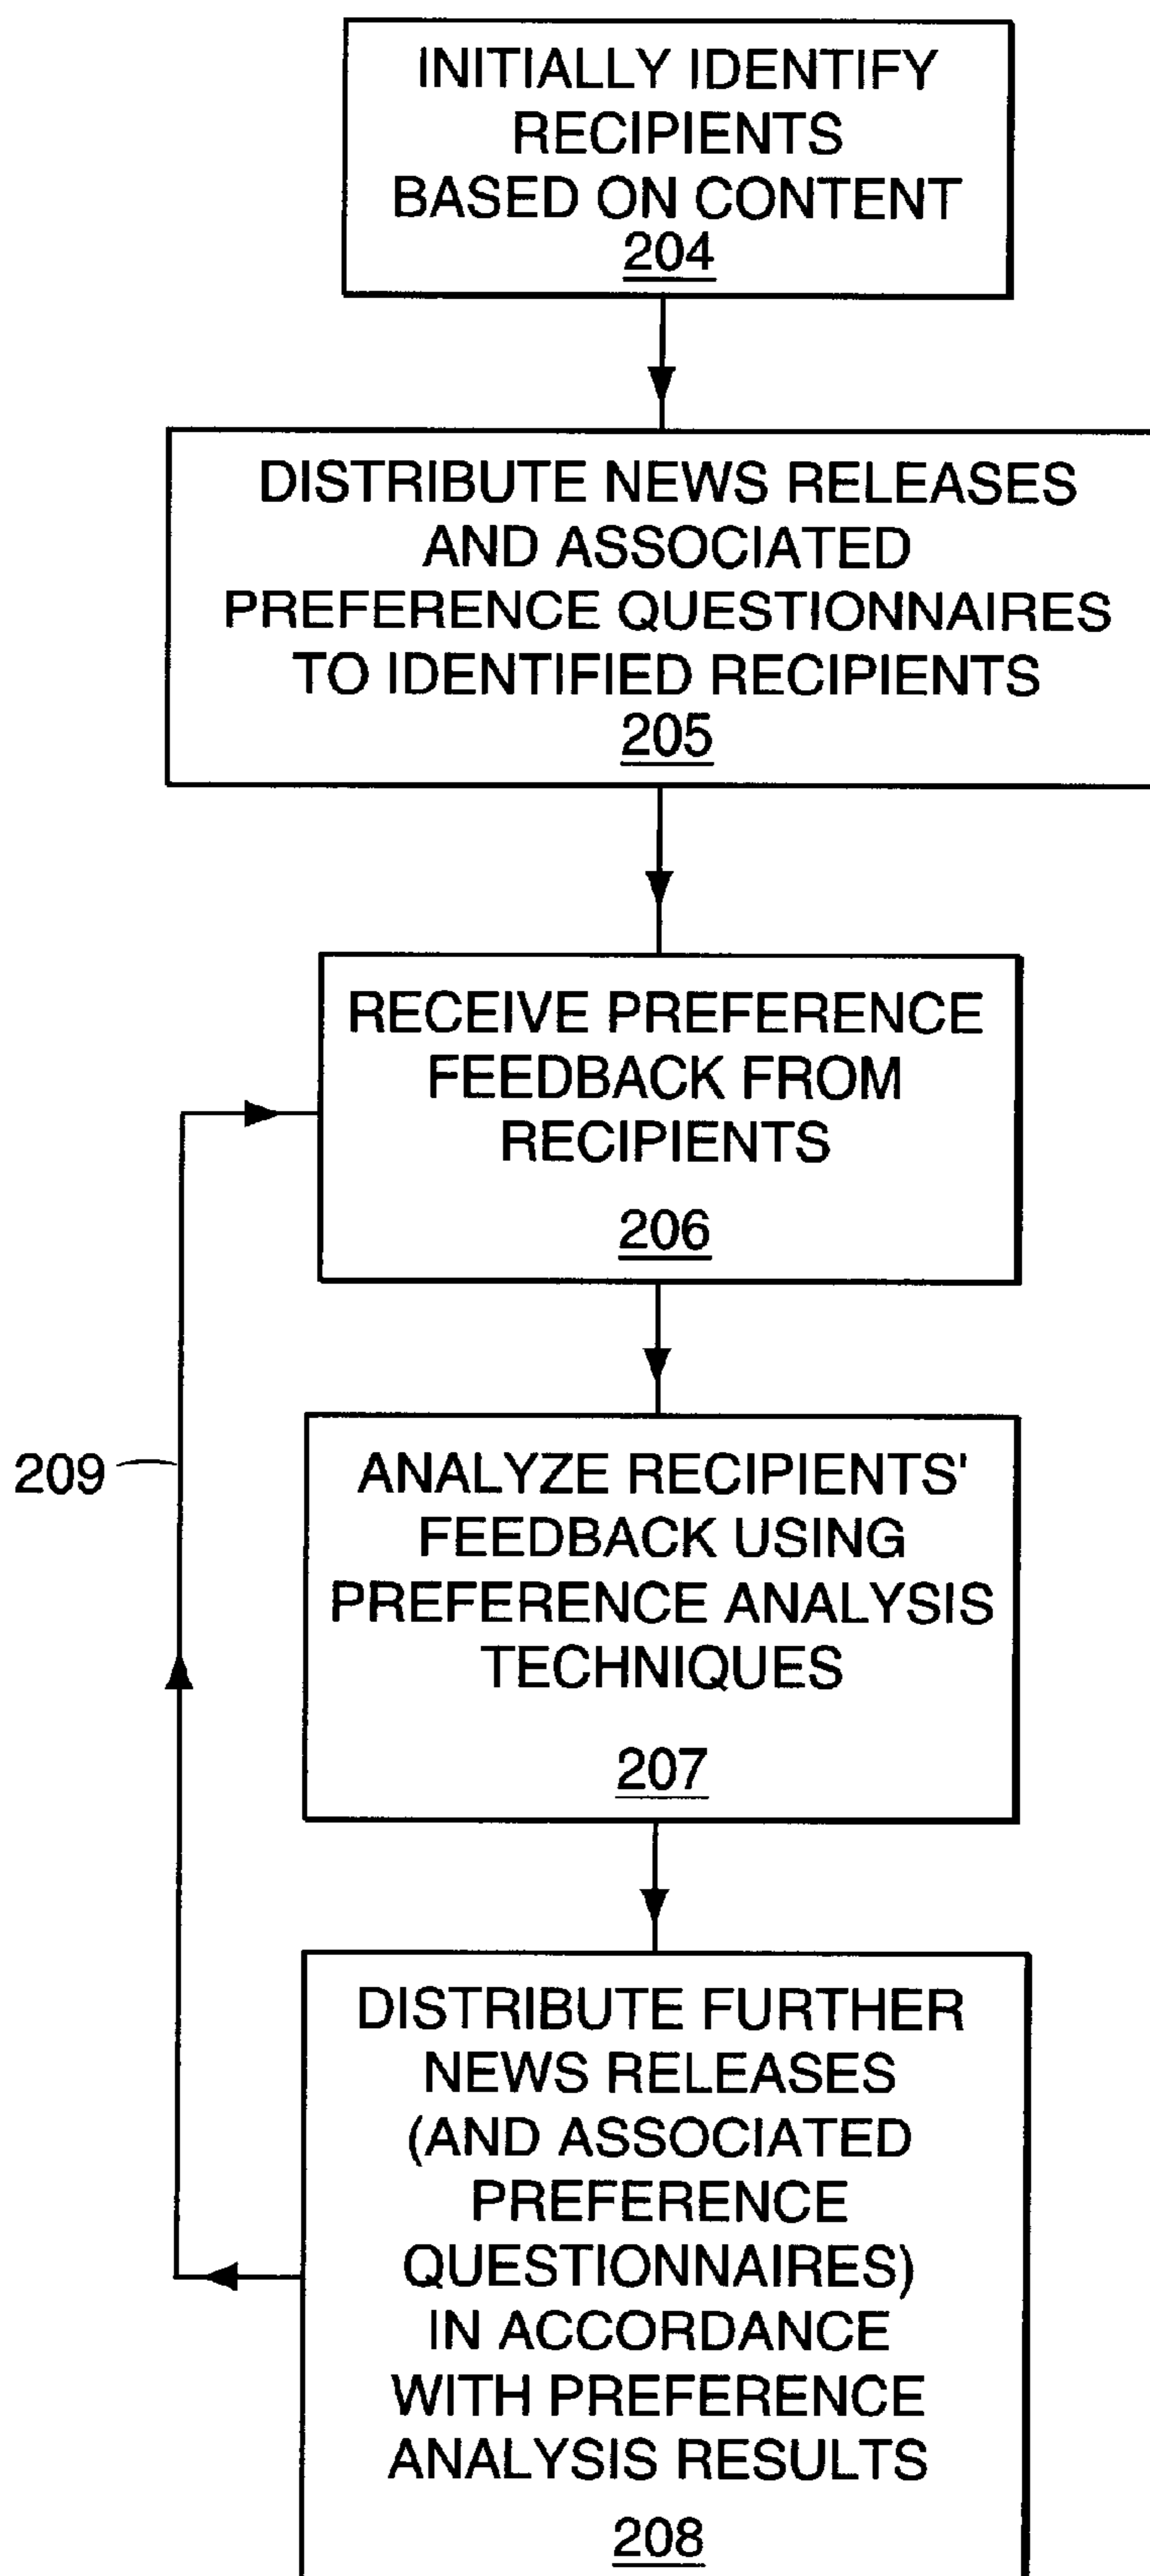 INITIALLY IDENTIFY
RECIPIENTS
BASED ON CONTENT
204
DISTRIBUTE NEWS RELEASES
AND ASSOCIATED
PREFERENCE QUESTIONNAIRES
TO IDENTIFIED RECIPIENTS
205
RECEIVE PREFERENCE
FEEDBACK FROM
RECIPIENTS
206
209
ANALYZE RECIPIENTS'
FEEDBACK USING
PREFERENCE ANALYSIS
TECHNIQUES
207
DISTRIBUTE FURTHER
NEWS RELEASES
(AND ASSOCIATED
PREFERENCE
QUESTIONNAIRES)
IN ACCORDANCE
WITH PREFERENCE
ANALYSIS RESULTS
208